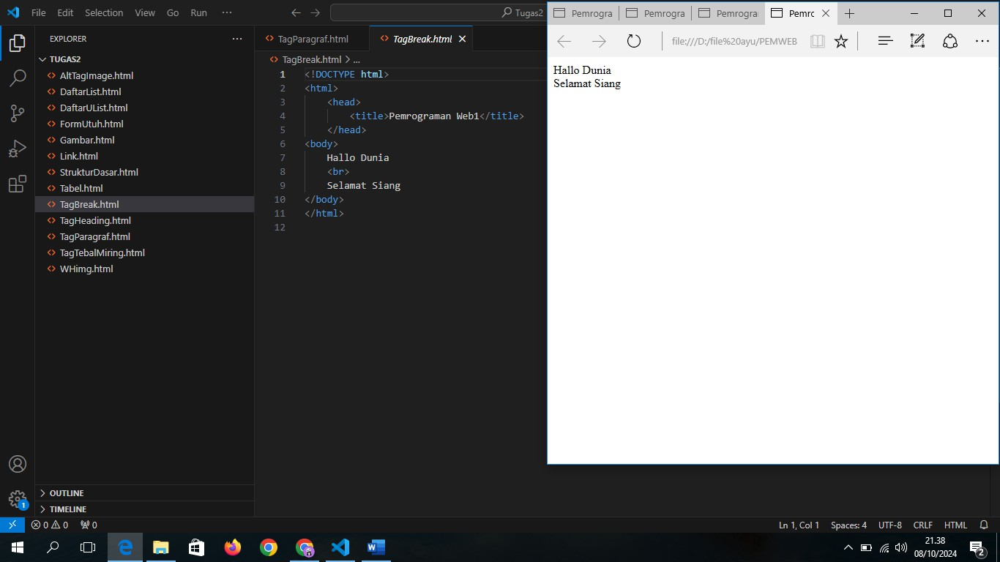 File Edit Selection View Go Run ···
Tugas2
EXPLORER ···
TUGAS2
AltTagImage.html
DaftarList.html
DaftarUList.html
FormUtuh.html
Gambar.html
Link.html
StrukturDasar.html
Tabel.html
TagBreak.html
TagHeading.html
TagParagraf.html
TagTebalMiring.html
WHimg.html
OUTLINE
TIMELINE
TagParagraf.html TagBreak.html
TagBreak.html > ...
1 <!DOCTYPE html>
2 <html>
3 <head>
4 <title>Pemrograman Web1</title>
5 </head>
6 <body>
7 Hallo Dunia
8 <br>
9 Selamat Siang
10 </body>
11 </html>
12
Pemrogra Pemrogra Pemrogra Pemrc
file:///D:/file%20ayu/PEMWEB
Hallo Dunia
Selamat Siang
1
0 0 0 Ln 1, Col 1 Spaces: 4 UTF-8 CRLF HTML
21.38
08/10/2024
2